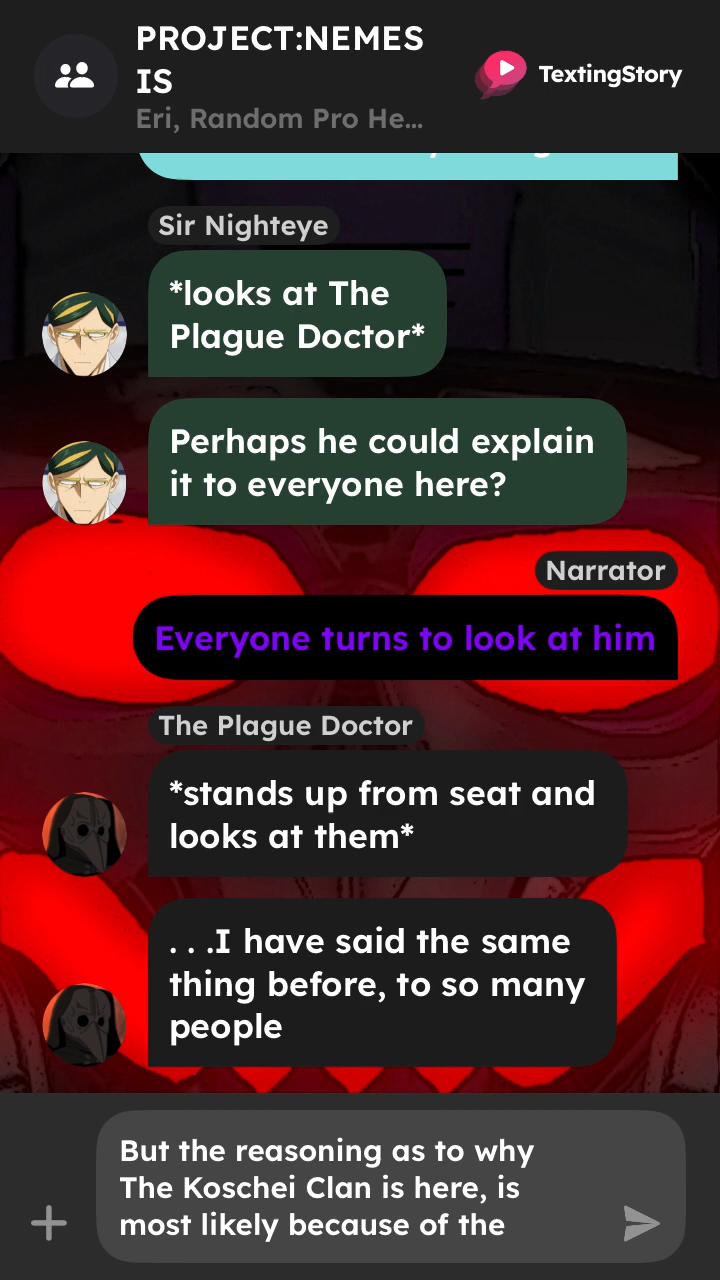 PROJECT:NEMES
IS
Eri, Random Pro He...
TextingStory
Sir Nighteye
*looks at The
Plague Doctor*
Perhaps he could explain
it to everyone here?
Narrator
Everyone turns to look at him
The Plague Doctor
*stands up from seat and
looks at them*
. . .I have said the same
thing before, to so many
people
But the reasoning as to why
The Koschei Clan is here, is
most likely because of the